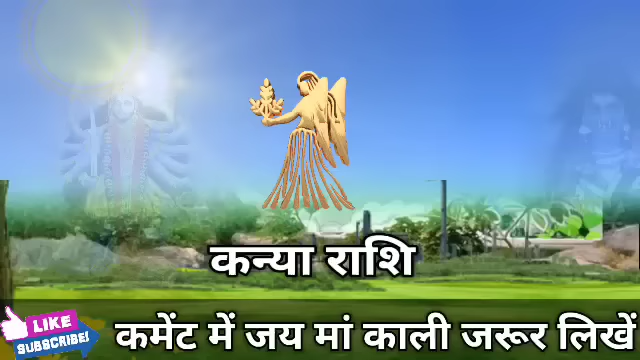 कन्या राशि
LIKE
SUBSCRIBE!
कमेंट में जय मां काली जरूर लिखें